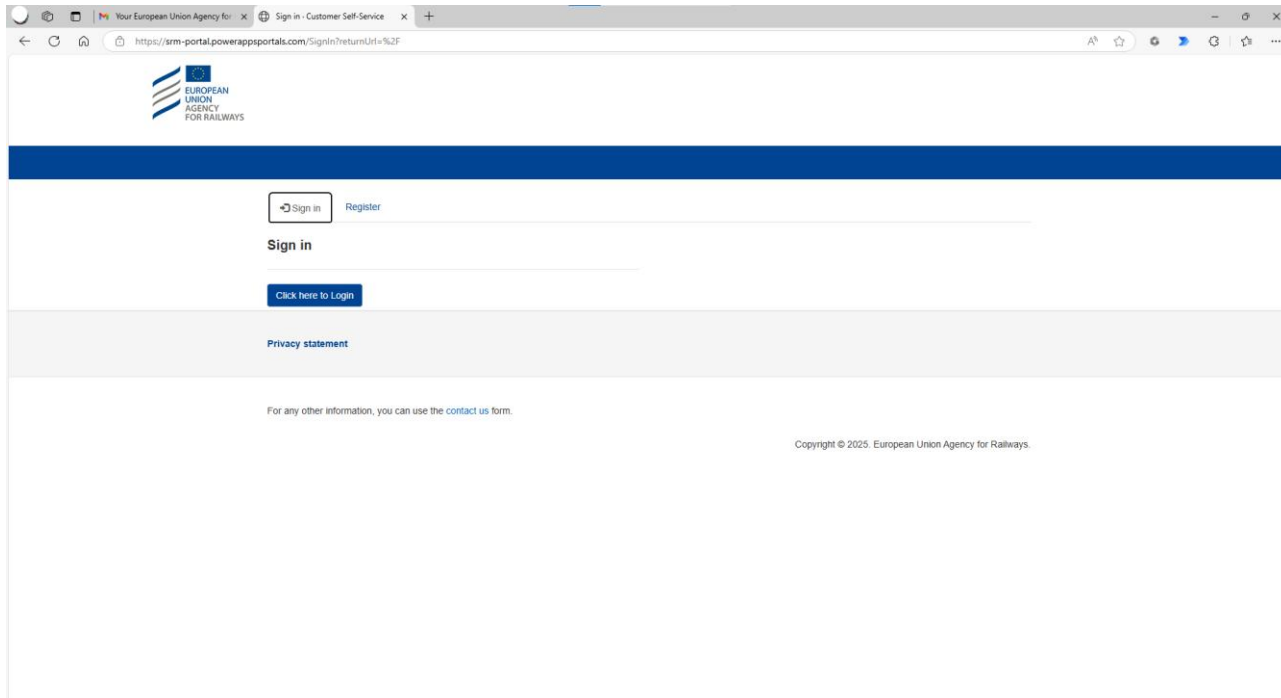 Your European Union Agency for
Sign in · Customer Self-Service
https://srm-portal.powerappsportals.com/SignIn?returnUrl=%2F
EUROPEAN
UNION
AGENCY
FOR RAILWAYS
Sign in
Register
Sign in
Click here to Login
Privacy statement
For any other information, you can use the contact us form.
Copyright © 2025. European Union Agency for Railways.